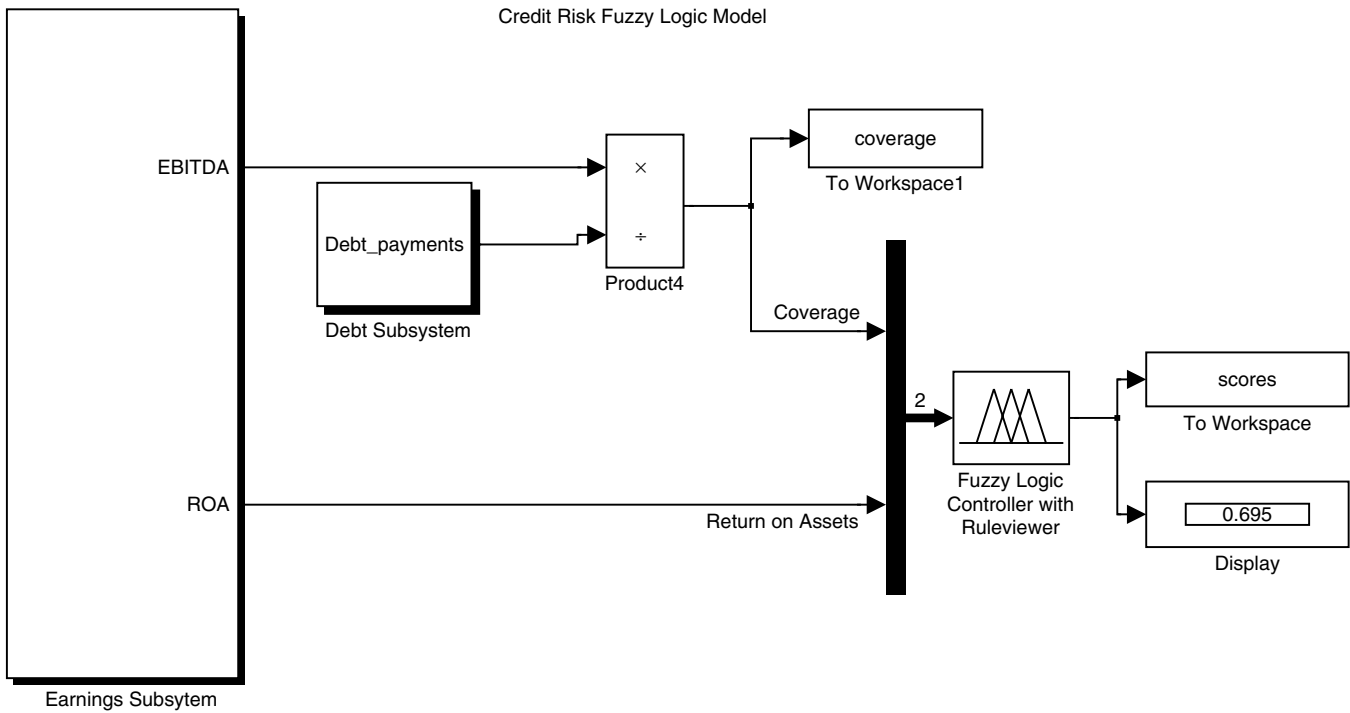 Credit Risk Fuzzy Logic Model
EBITDA
Debt_payments
Debt Subsystem
×
÷
Product4
coverage
To Workspace1
Coverage
ROA
Return on Assets
2
Fuzzy Logic
Controller with
Ruleviewer
scores
To Workspace
0.695
Display
Earnings Subsytem